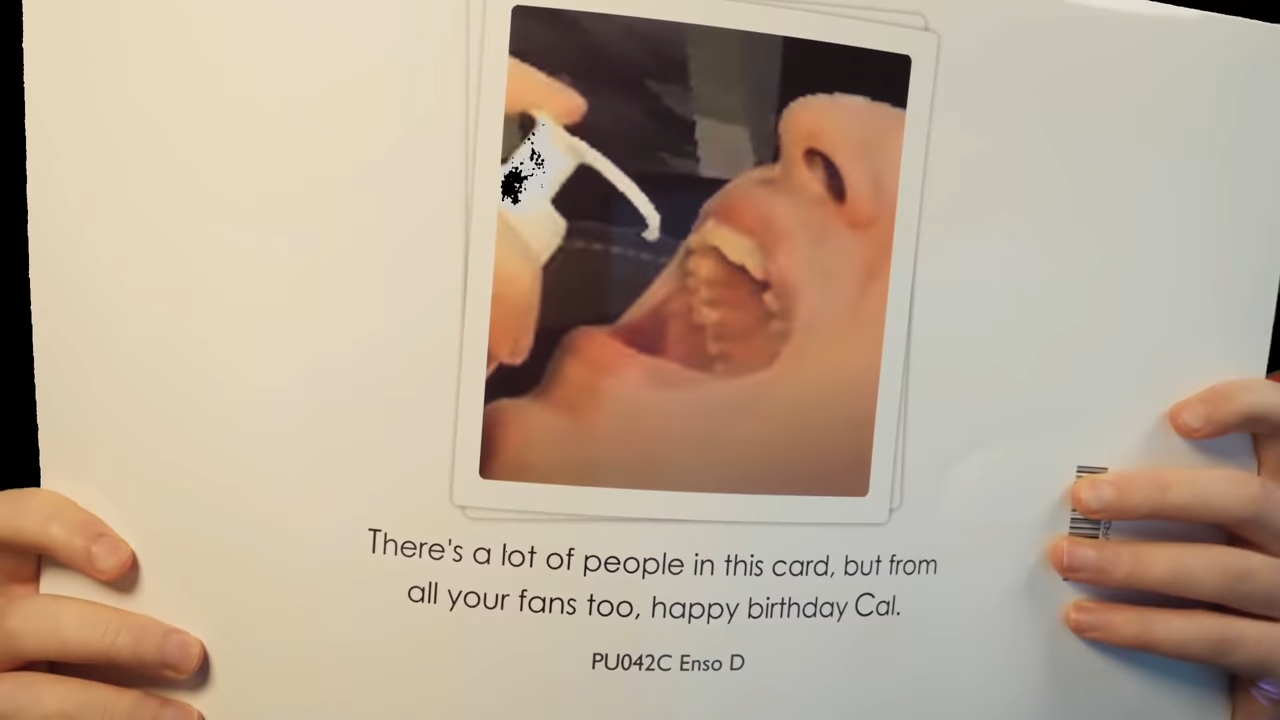 There's a lot of people in this card, but from
all your fans too, happy birthday Cal.
PU042C Enso D